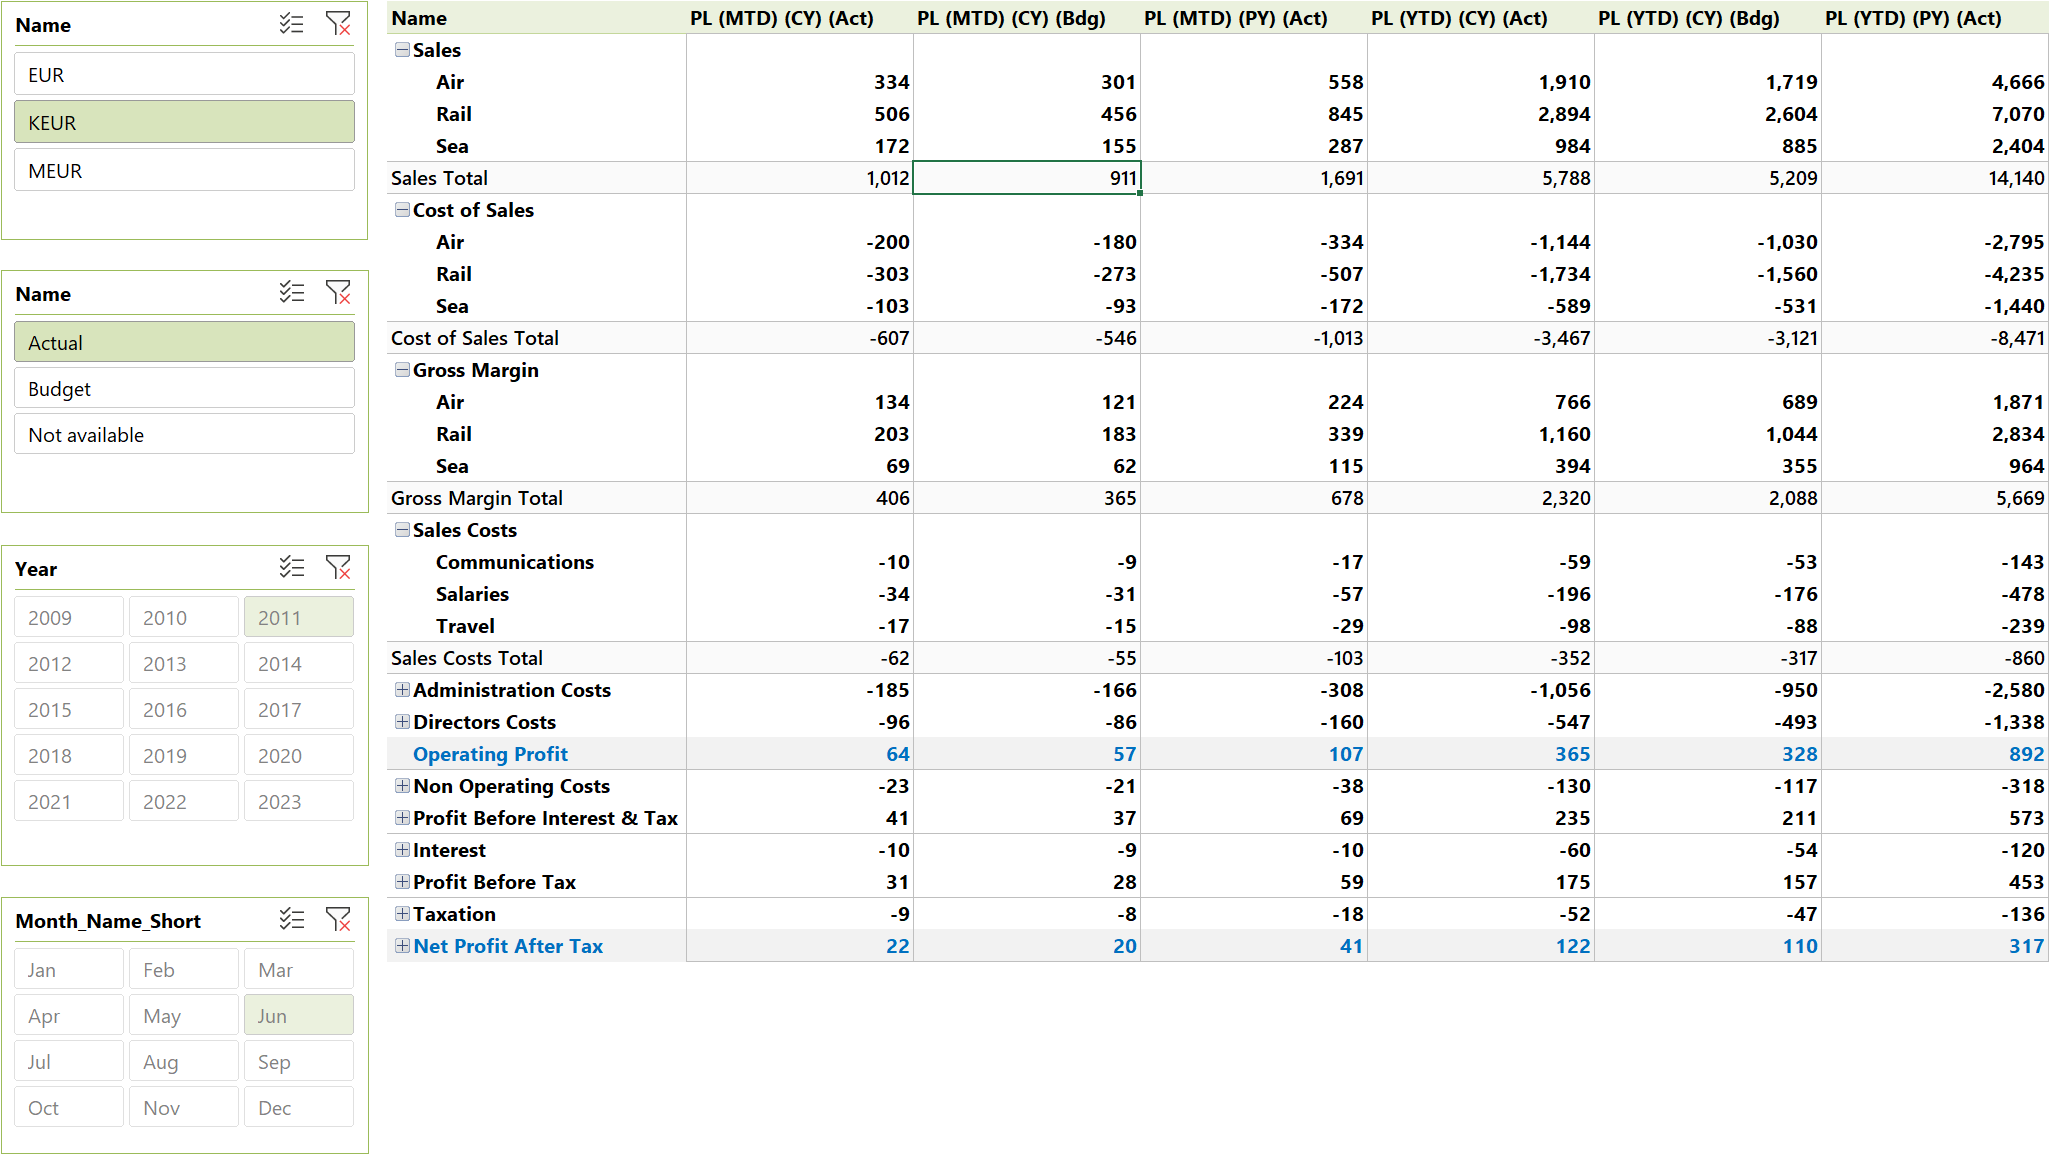 Name
EUR
KEUR
MEUR
Name
Actual
Budget
Not available
Year
2009 2010 2011
2012 2013 2014
2015 2016 2017
2018 2019 2020
2021 2022 2023
Month_Name_Short
Jan Feb Mar
Apr May Jun
Jul Aug Sep
Oct Nov Dec
Name PL (MTD) (CY) (Act) PL (MTD) (CY) (Bdg) PL (MTD) (PY) (Act) PL (YTD) (CY) (Act) PL (YTD) (CY) (Bdg) PL (YTD) (PY) (Act)
Sales
Air 334 301 558 1,910 1,719 4,666
Rail 506 456 845 2,894 2,604 7,070
Sea 172 155 287 984 885 2,404
Sales Total 1,012 911 1,691 5,788 5,209 14,140
Cost of Sales
Air -200 -180 -334 -1,144 -1,030 -2,795
Rail -303 -273 -507 -1,734 -1,560 -4,235
Sea -103 -93 -172 -589 -531 -1,440
Cost of Sales Total -607 -546 -1,013 -3,467 -3,121 -8,471
Gross Margin
Air 134 121 224 766 689 1,871
Rail 203 183 339 1,160 1,044 2,834
Sea 69 62 115 394 355 964
Gross Margin Total 406 365 678 2,320 2,088 5,669
Sales Costs
Communications -10 -9 -17 -59 -53 -143
Salaries -34 -31 -57 -196 -176 -478
Travel -17 -15 -29 -98 -88 -239
Sales Costs Total -62 -55 -103 -352 -317 -860
Administration Costs -185 -166 -308 -1,056 -950 -2,580
Directors Costs -96 -86 -160 -547 -493 -1,338
Operating Profit 64 57 107 365 328 892
Non Operating Costs -23 -21 -38 -130 -117 -318
Profit Before Interest & Tax 41 37 69 235 211 573
Interest -10 -9 -10 -60 -54 -120
Profit Before Tax 31 28 59 175 157 453
Taxation -9 -8 -18 -52 -47 -136
Net Profit After Tax 22 20 41 122 110 317